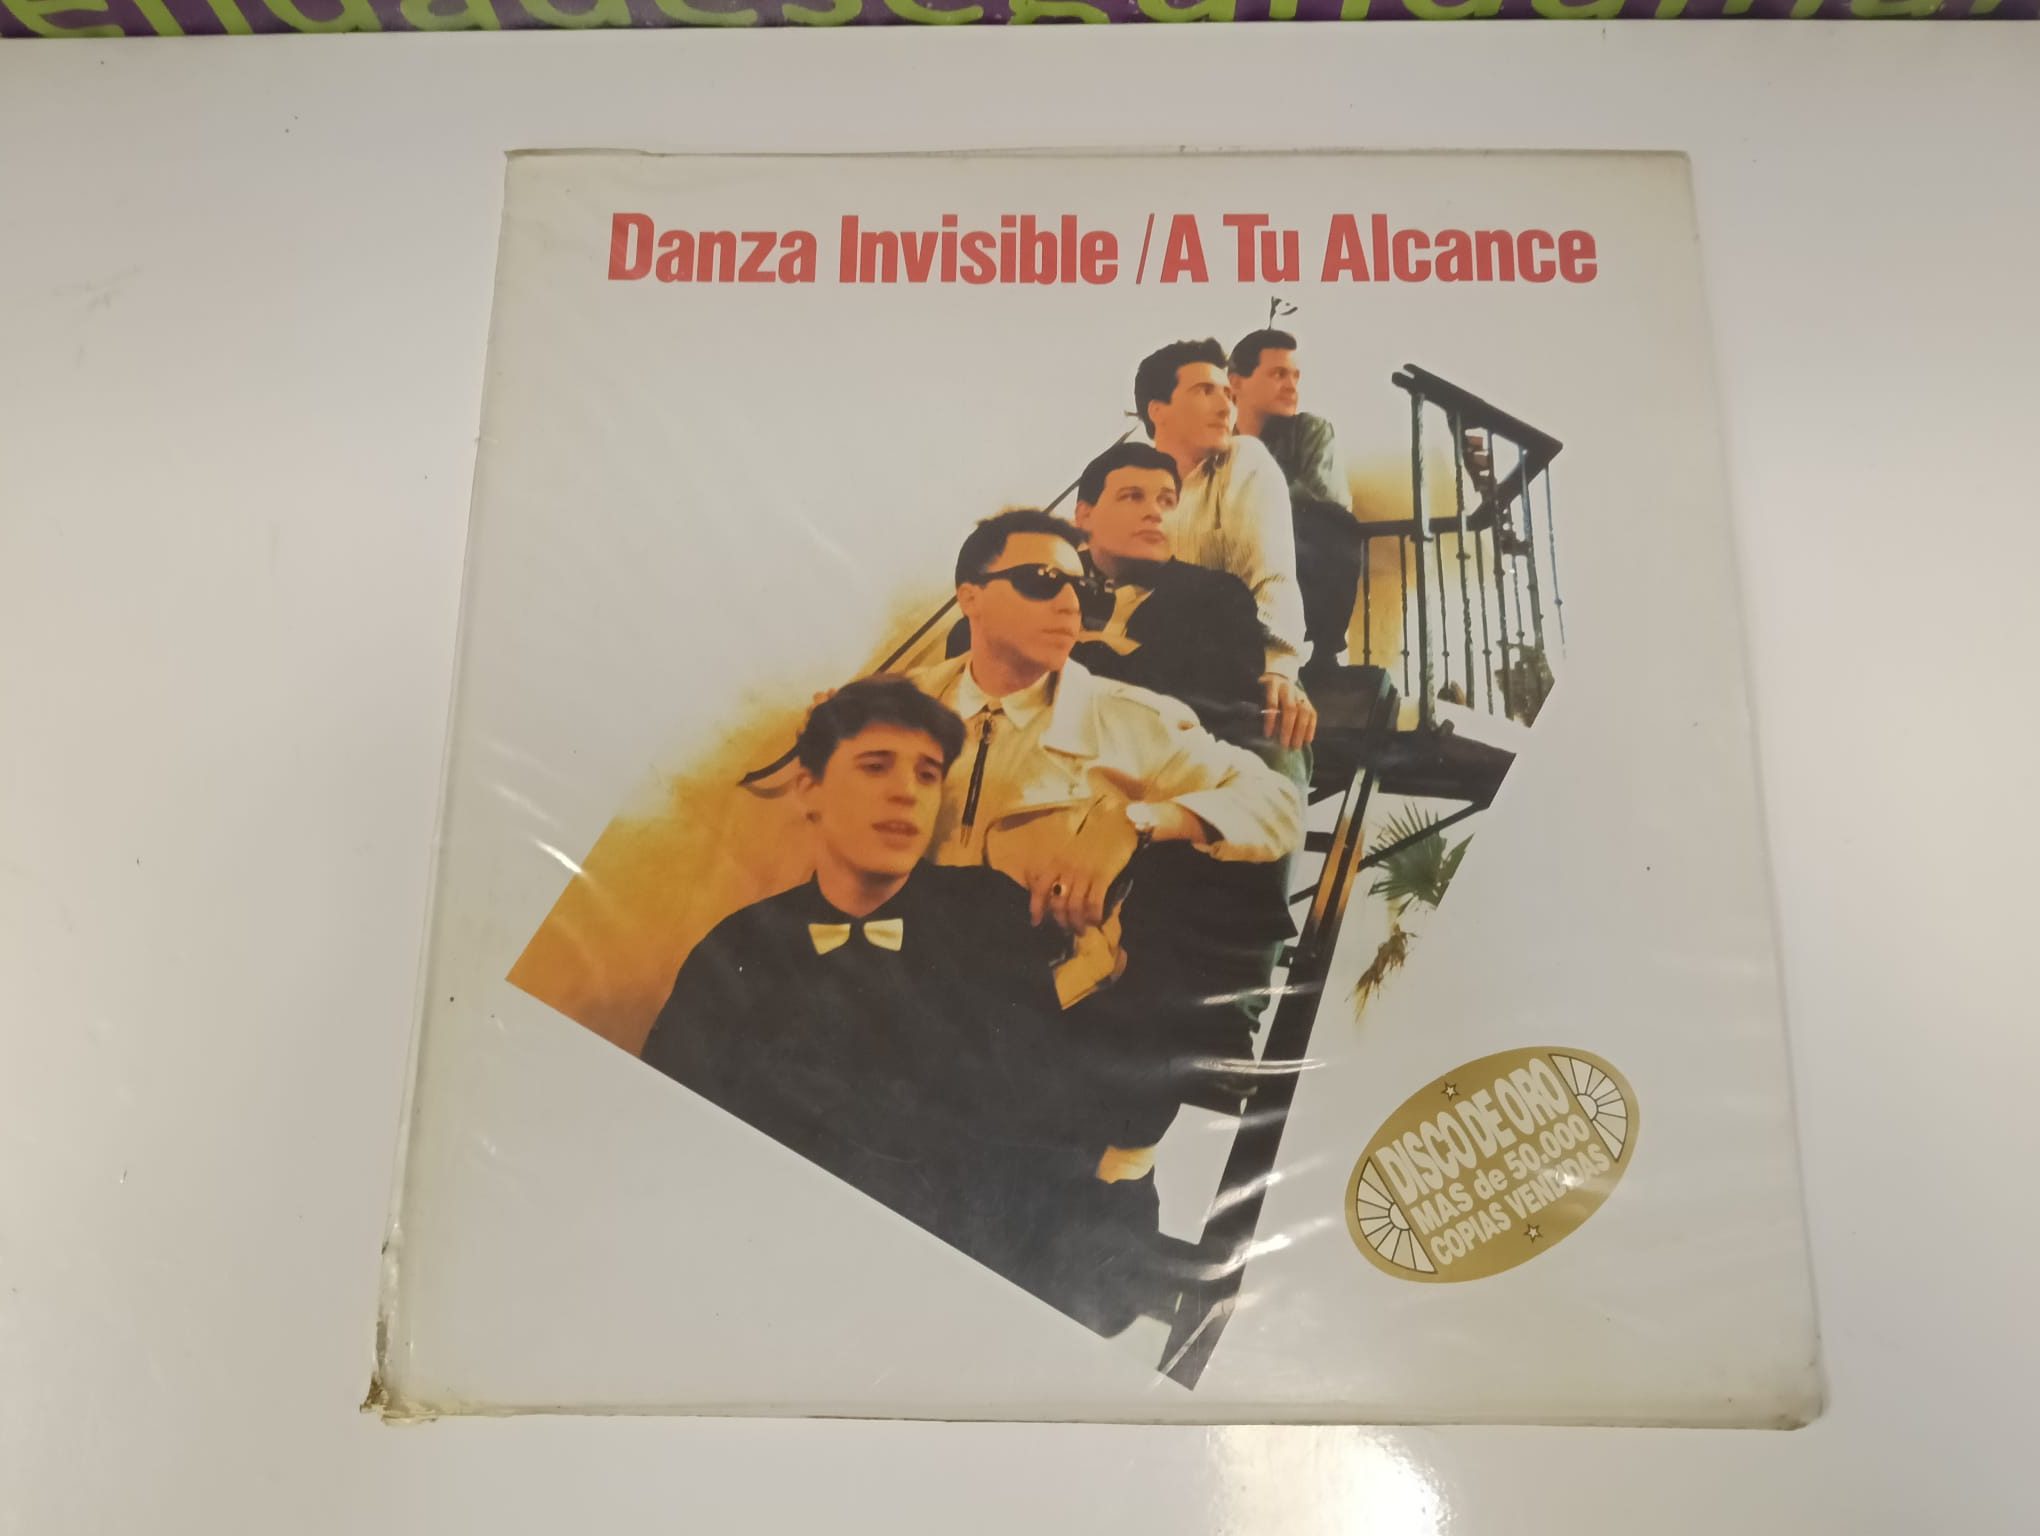 Danza Invisible / A Tu Alcance
DISCO DE ORO
MAS de 50.000
COPIAS VENDIDAS